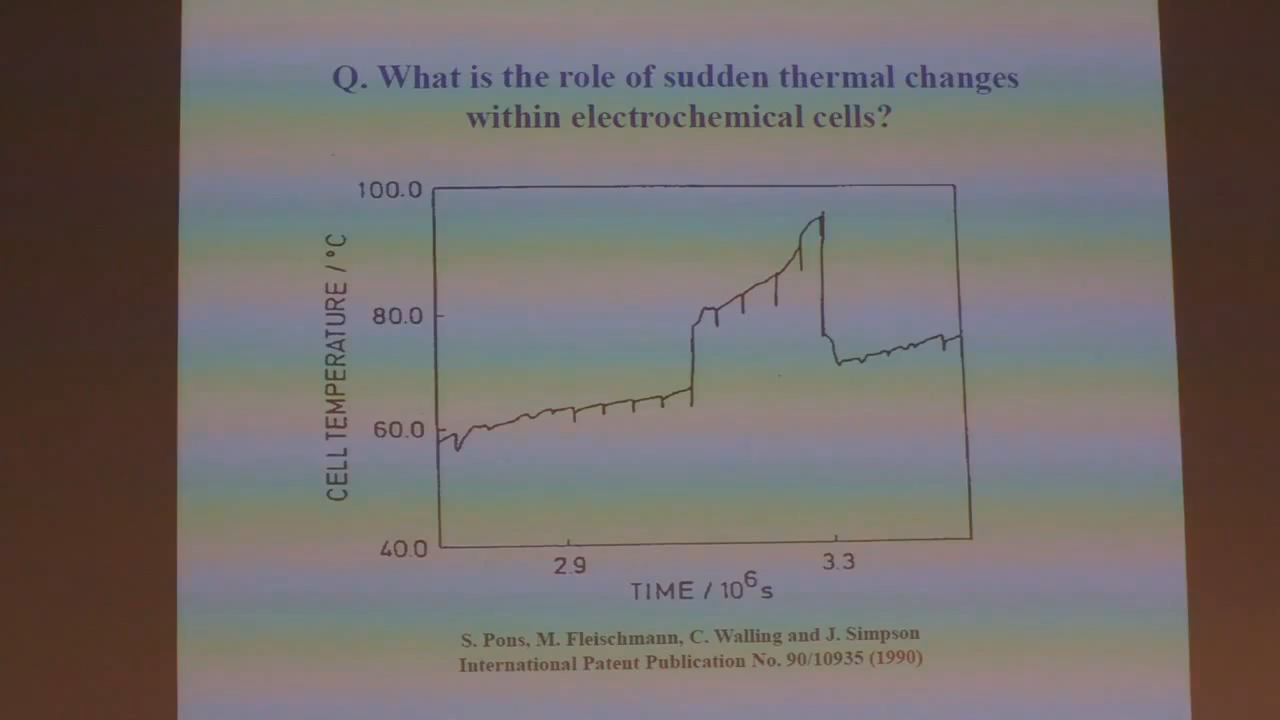 Q. What is the role of sudden thermal changes
within electrochemical cells?
100.0
80.0
60.0
40.0
CELL TEMPERATURE / °C
2.9
3.3
TIME / 10⁶ s
S. Pons, M. Fleischmann, C. Walling and J. Simpson
International Patent Publication No. 90/10935 (1990)